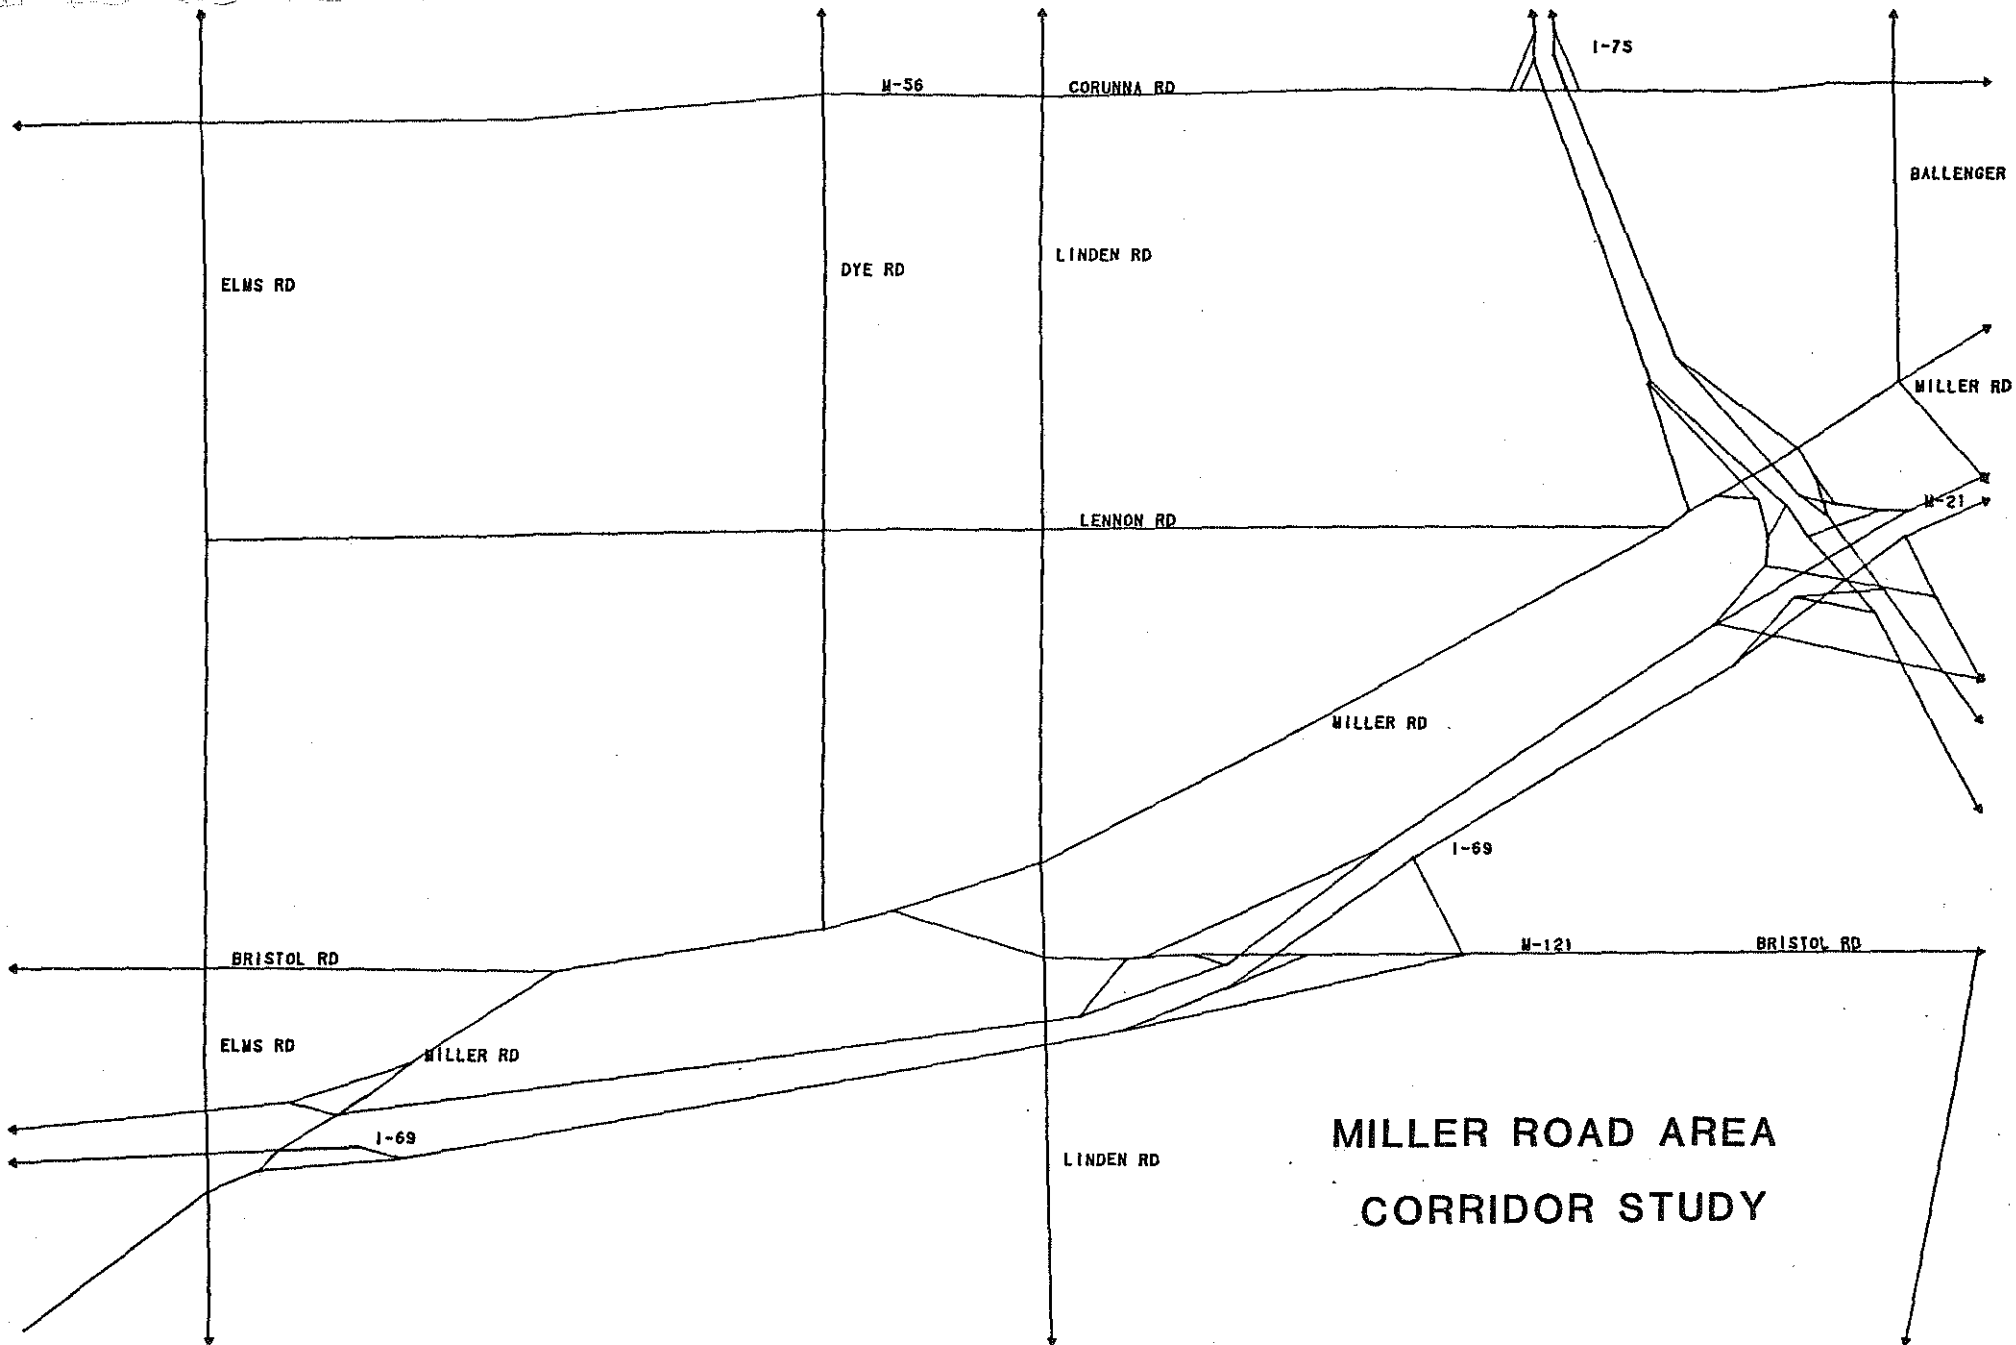 I-75
M-56
CORUNNA RD
BALLENGER
ELMS RD
DYE RD
LINDEN RD
MILLER RD
M-21
LENNON RD
MILLER RD
I-69
BRISTOL RD
M-121
BRISTOL RD
ELMS RD
MILLER RD
I-69
LINDEN RD
MILLER ROAD AREA
CORRIDOR STUDY